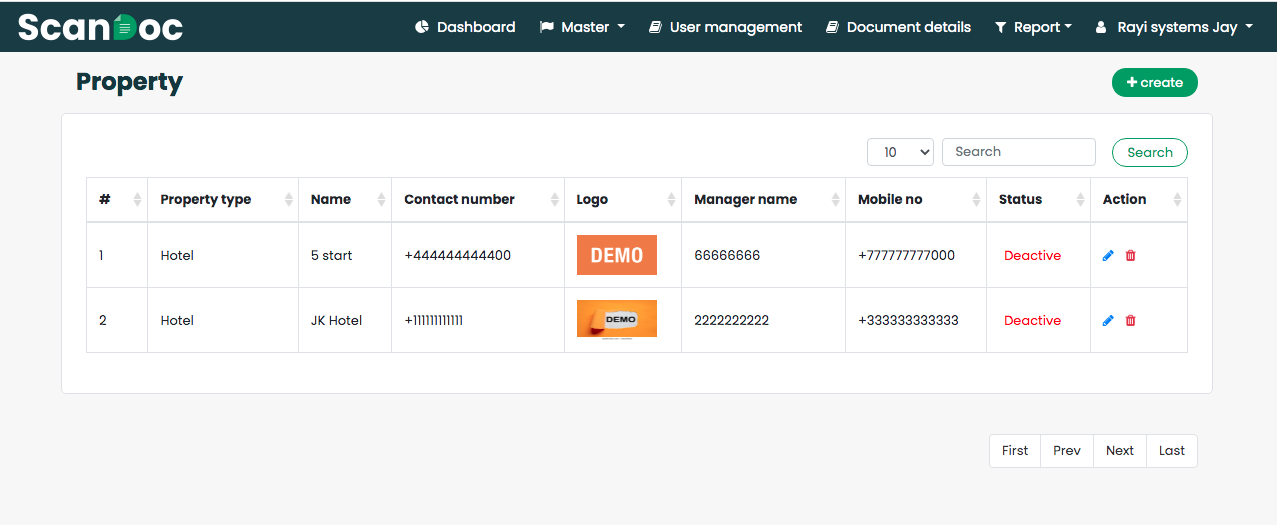 ScanDoc
Dashboard Master User management Document details Report Rayi systems Jay
Property
create
10 Search Search
# Property type Name Contact number Logo Manager name Mobile no Status Action
1 Hotel 5 start +444444444400 DEMO 66666666 +777777777000 Deactive
2 Hotel JK Hotel +111111111111 DEMO 2222222222 +333333333333 Deactive
First Prev Next Last